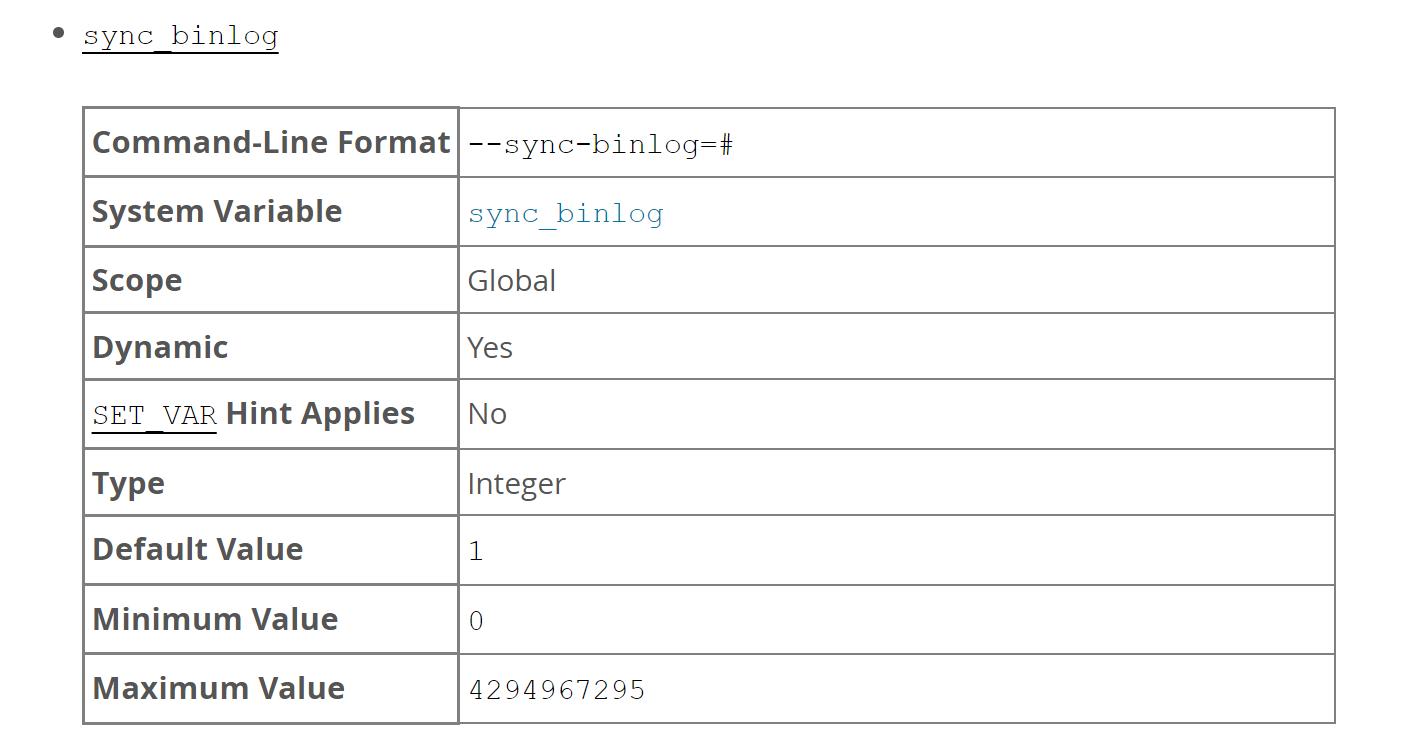 sync_binlog
Command-Line Format --sync-binlog=#
System Variable sync_binlog
Scope Global
Dynamic Yes
SET_VAR Hint Applies No
Type Integer
Default Value 1
Minimum Value 0
Maximum Value 4294967295